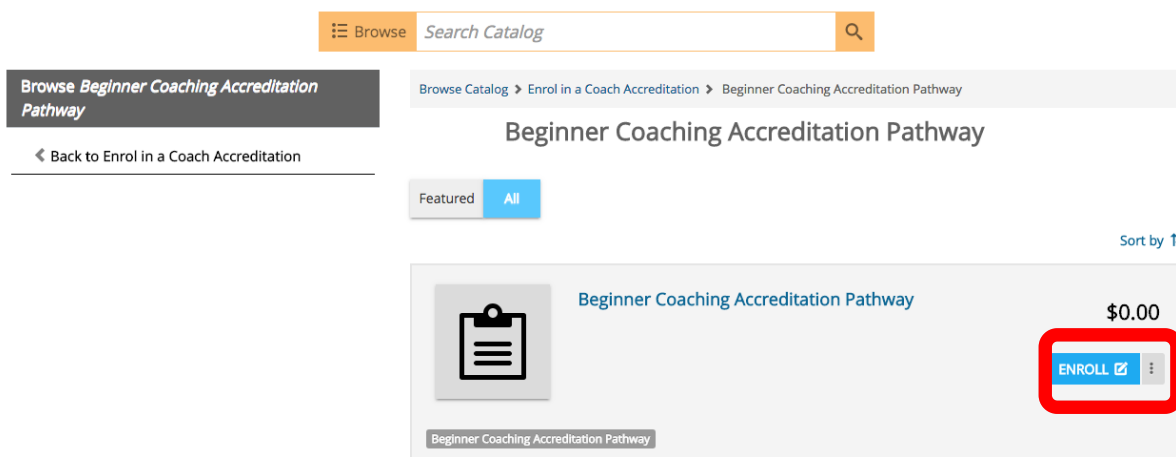 Browse Search Catalog
Browse Beginner Coaching Accreditation
Pathway
Back to Enrol in a Coach Accreditation
Browse Catalog > Enrol in a Coach Accreditation > Beginner Coaching Accreditation Pathway
Beginner Coaching Accreditation Pathway
Featured All
Sort by
Beginner Coaching Accreditation Pathway
$0.00
ENROLL
Beginner Coaching Accreditation Pathway